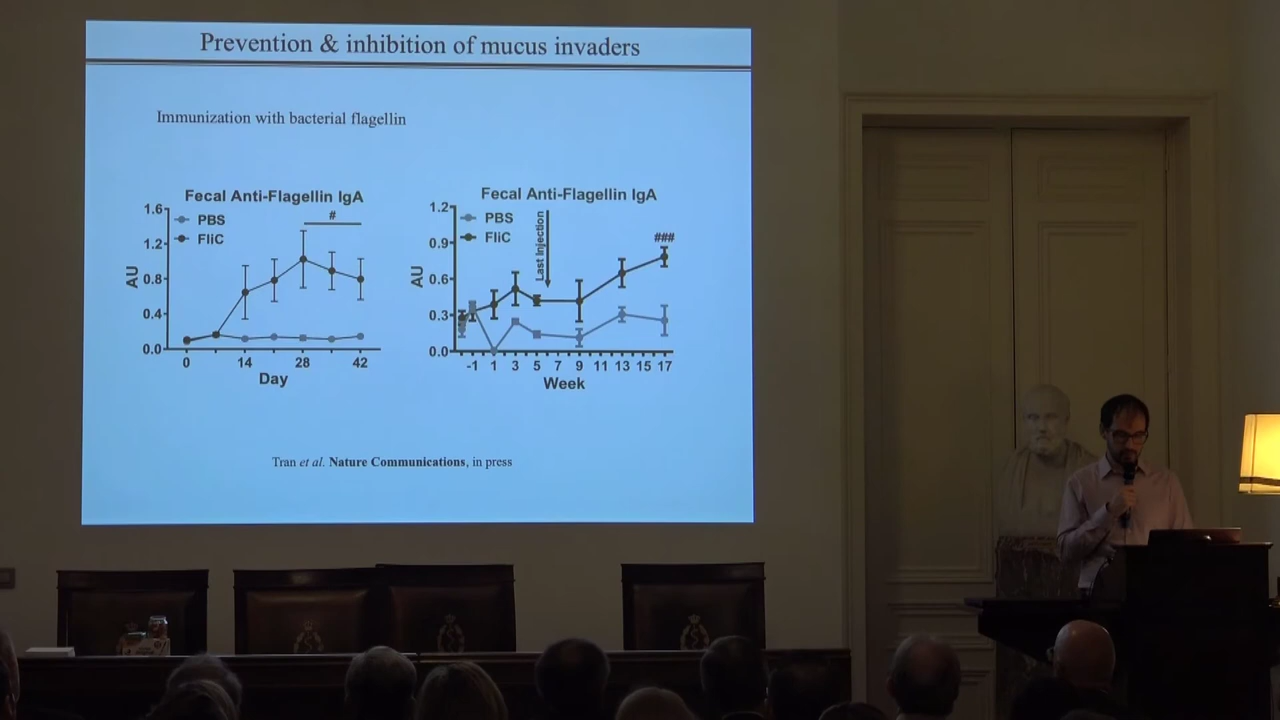 Prevention & inhibition of mucus invaders
Immunization with bacterial flagellin
Fecal Anti-Flagellin IgA
1.6
1.2
0.8
0.4
0.0
AU
PBS
FliC
#
0 14 28 42
Day
Fecal Anti-Flagellin IgA
1.2
0.9
0.6
0.3
0.0
AU
PBS
FliC
Last Injection
###
-1 1 3 5 7 9 11 13 15 17
Week
Tran et al. Nature Communications, in press